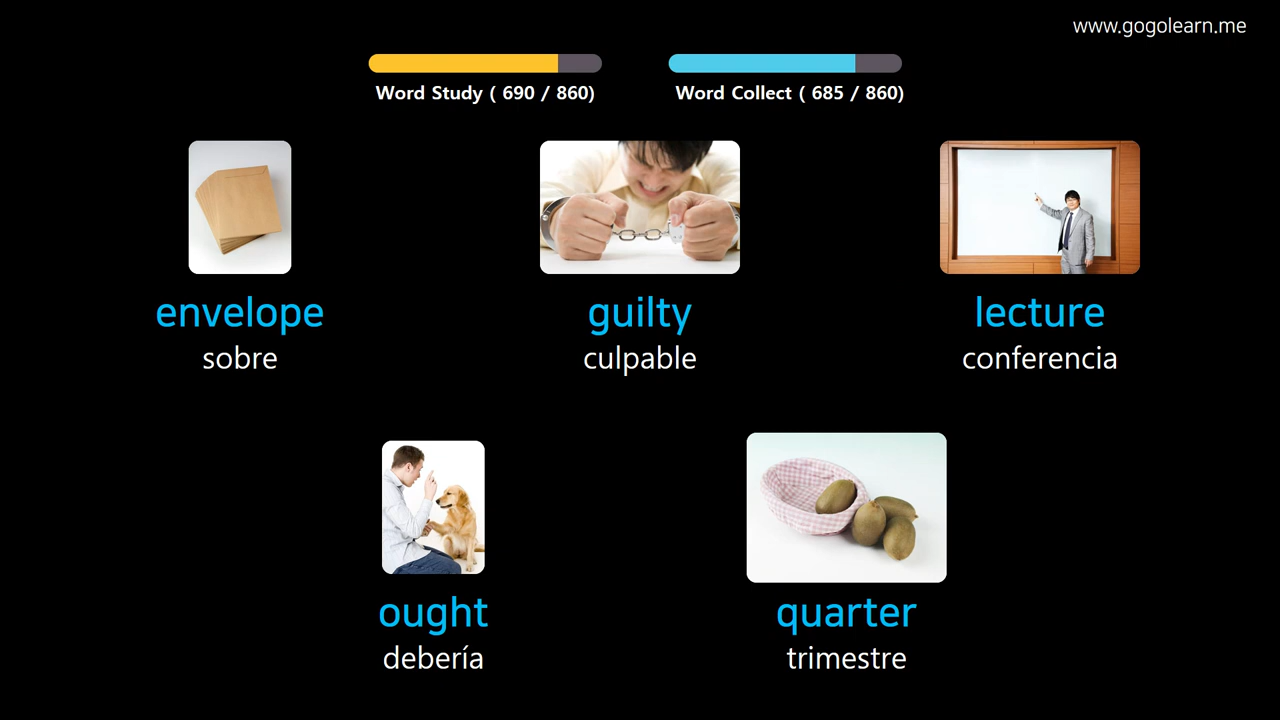 www.gogolearn.me
Word Study ( 690 / 860)
Word Collect ( 685 / 860)
envelope
sobre
guilty
culpable
lecture
conferencia
ought
debería
quarter
trimestre